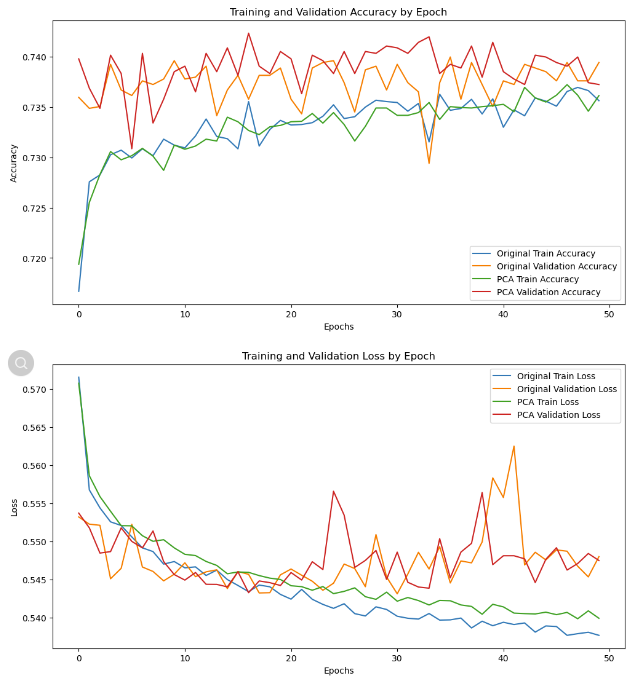 Training and Validation Accuracy by Epoch
0.740
0.735
0.730
0.725
0.720
Accuracy
Original Train Accuracy
Original Validation Accuracy
PCA Train Accuracy
PCA Validation Accuracy
0 10 20 30 40 50
Epochs
Training and Validation Loss by Epoch
0.570
0.565
0.560
0.555
0.550
0.545
0.540
Loss
Original Train Loss
Original Validation Loss
PCA Train Loss
PCA Validation Loss
0 10 20 30 40 50
Epochs